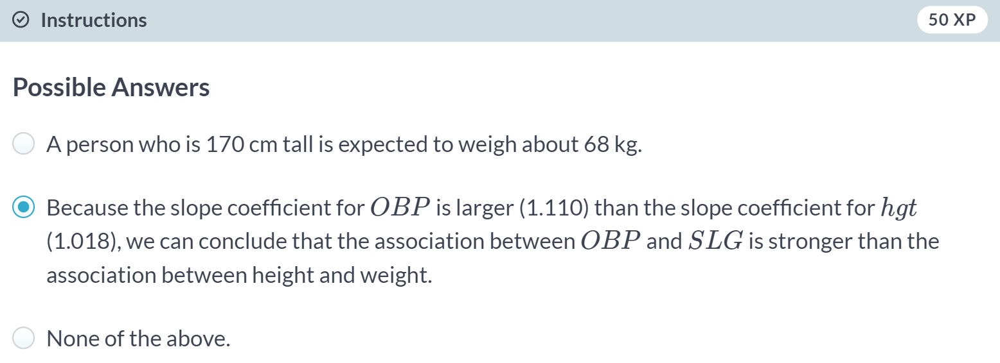 Instructions
50 XP
Possible Answers
A person who is 170 cm tall is expected to weigh about 68 kg.
Because the slope coefficient for OBP is larger (1.110) than the slope coefficient for hgt
(1.018), we can conclude that the association between OBP and SLG is stronger than the
association between height and weight.
None of the above.